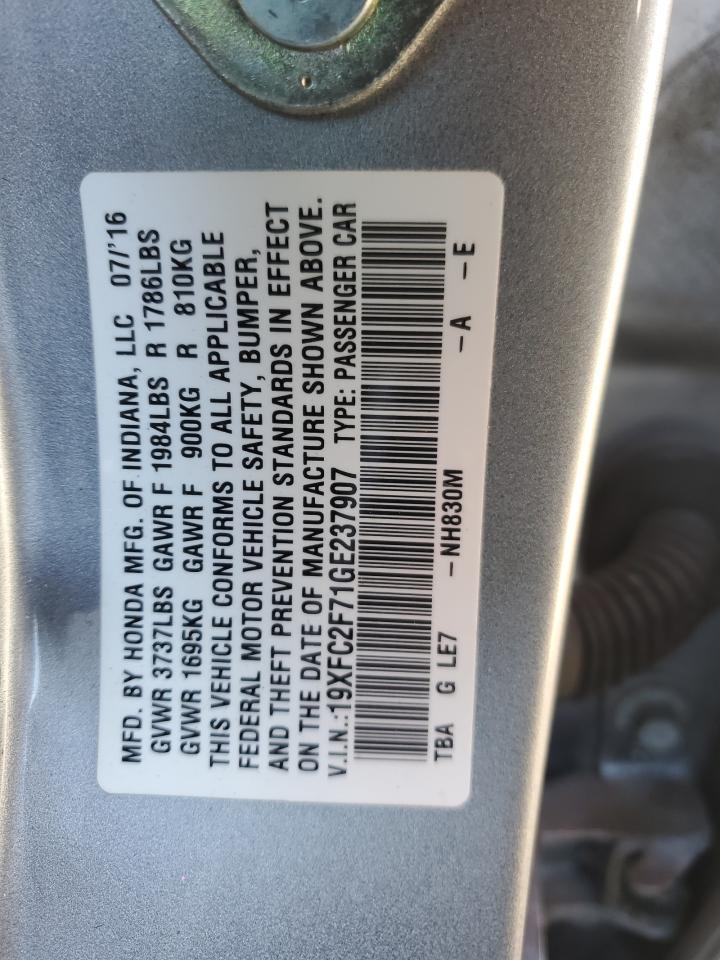 MFD. BY HONDA MFG. OF INDIANA, LLC 07/'16
GVWR 3737LBS GAWR F 1984LBS R 1786LBS
GVWR 1695KG GAWR F 900KG R 810KG
THIS VEHICLE CONFORMS TO ALL APPLICABLE
FEDERAL MOTOR VEHICLE SAFETY, BUMPER,
AND THEFT PREVENTION STANDARDS IN EFFECT
ON THE DATE OF MANUFACTURE SHOWN ABOVE.
V.I.N.:19XFC2F71GE237907 TYPE: PASSENGER CAR
TBA G LE7 -NH830M -A -E